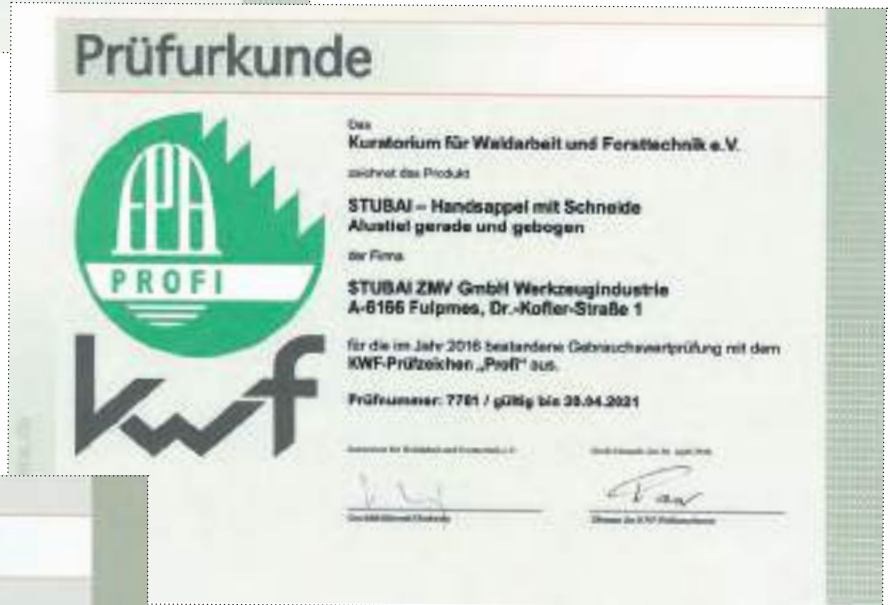 Prüfurkunde
FPA
PROFI
kwf
Das
Kuratorium für Waldarbeit und Forsttechnik e.V.
zeichnet das Produkt
STUBAI – Handsappel mit Schneide
Alustiel gerade und gebogen
der Firma
STUBAI ZMV GmbH Werkzeugindustrie
A-6166 Fulpmes, Dr.-Kofler-Straße 1
für die im Jahr 2016 bestandene Gebrauchswertprüfung mit dem
KWF-Prüfzeichen „Profi“ aus.
Prüfnummer: 7781 / gültig bis 30.04.2021